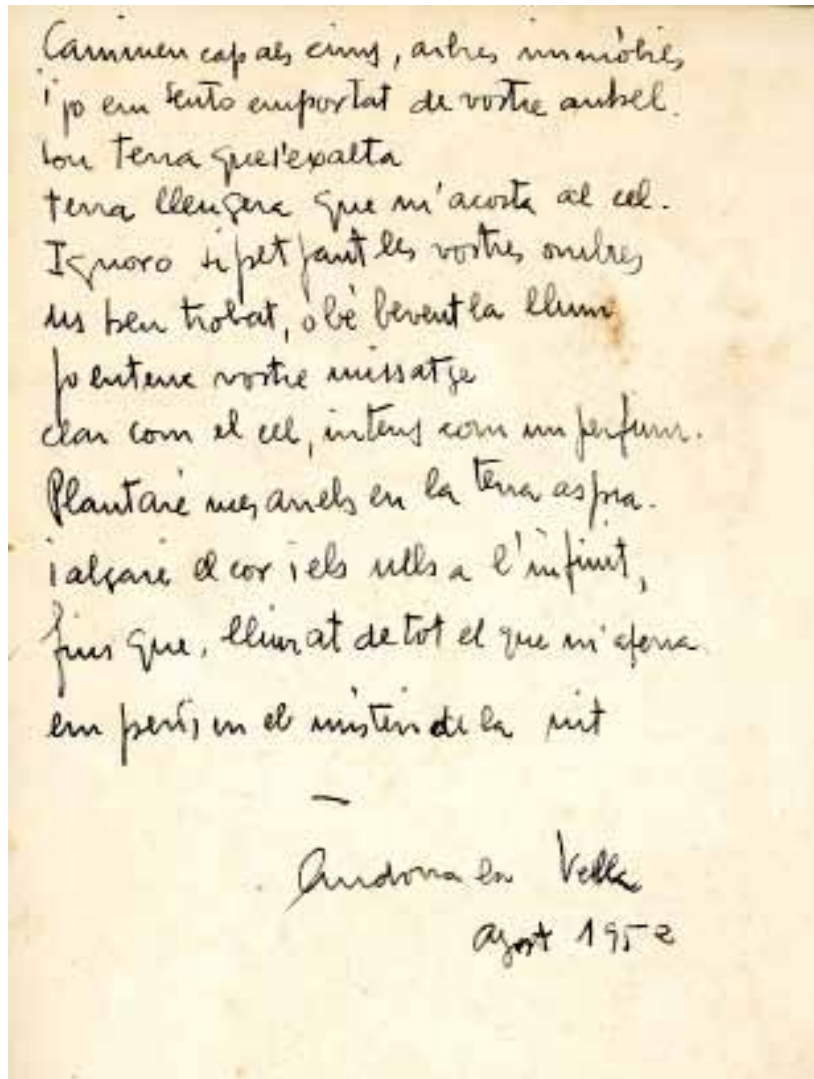 Caminen cap als cims, arbres immòbils
i jo em sento emportat de vostre anhel.
Sou terra que s'exalta
terra lleugera que m'acosta al cel.
Ignoro si petjant les vostres ombres
us heu trobat, o bé bevent la llum
jo entenc vostre missatge
clar com el cel, intens com un perfum.
Plantaré mes arrels en la terra aspra.
i alçaré el cor i els ulls a l'infinit,
fins que, lliurat de tot el que m'aferra
em perdi en el misteri de la nit
—
Andorra la Vella
agost 1952